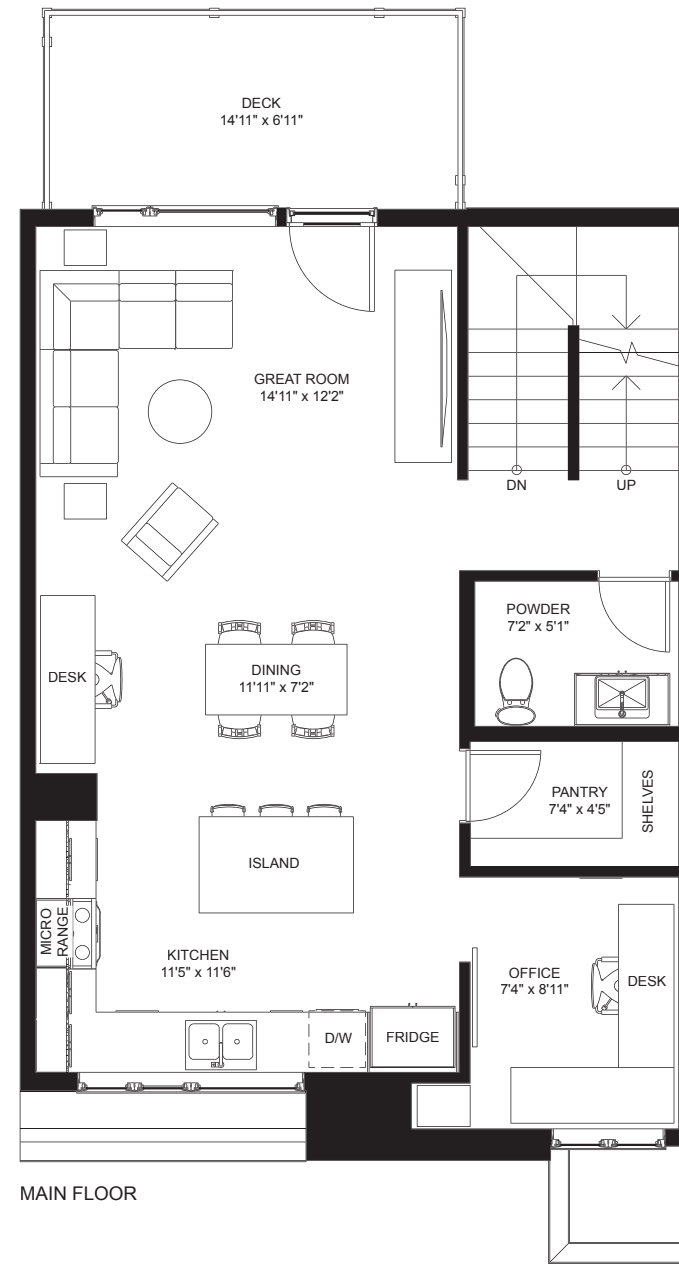 DECK
14'11" x 6'11"
GREAT ROOM
14'11" x 12'2"
DN
UP
POWDER
7'2" x 5'1"
DESK
DINING
11'11" x 7'2"
PANTRY
7'4" x 4'5"
SHELVES
ISLAND
MICRO
RANGE
KITCHEN
11'5" x 11'6"
OFFICE
7'4" x 8'11"
DESK
D/W
FRIDGE
MAIN FLOOR